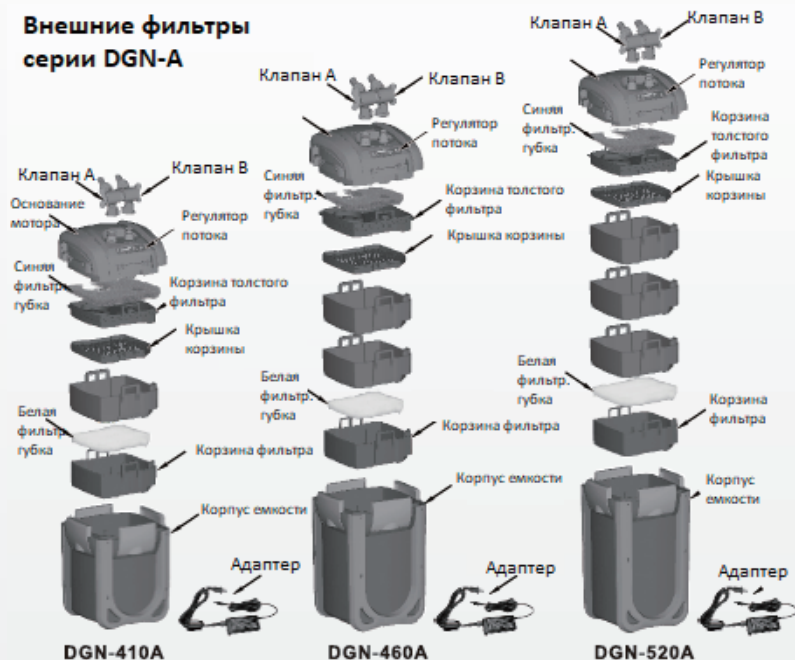 Внешние фильтры
серии DGN-A
Клапан А
Клапан В
Основание
мотора
Регулятор
потока
Синяя
фильтр.
губка
Корзина толстого
фильтра
Крышка
корзины
Белая
фильтр.
губка
Корзина фильтра
Корпус емкости
Адаптер
DGN-410A
Клапан А
Клапан В
Регулятор
потока
Синяя
фильтр.
губка
Корзина толстого
фильтра
Крышка корзины
Белая
фильтр.
губка
Корзина фильтра
Корпус емкости
Адаптер
DGN-460A
Клапан А
Клапан В
Регулятор
потока
Синяя
фильтр.
губка
Корзина
толстого
фильтра
Крышка
корзины
Белая
фильтр.
губка
Корзина
фильтра
Корпус
емкости
Адаптер
DGN-520A